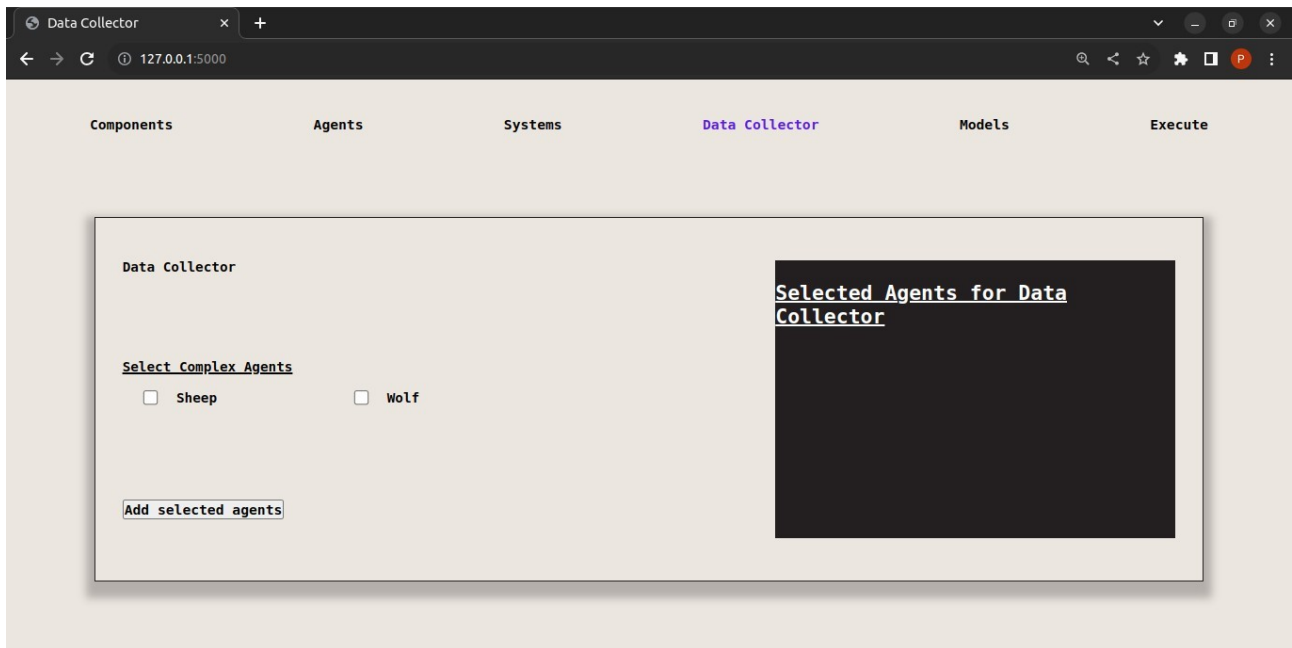 Data Collector
127.0.0.1:5000
P
Components Agents Systems Data Collector Models Execute
Data Collector
Selected Agents for Data
Collector
Select Complex Agents
Sheep Wolf
Add selected agents